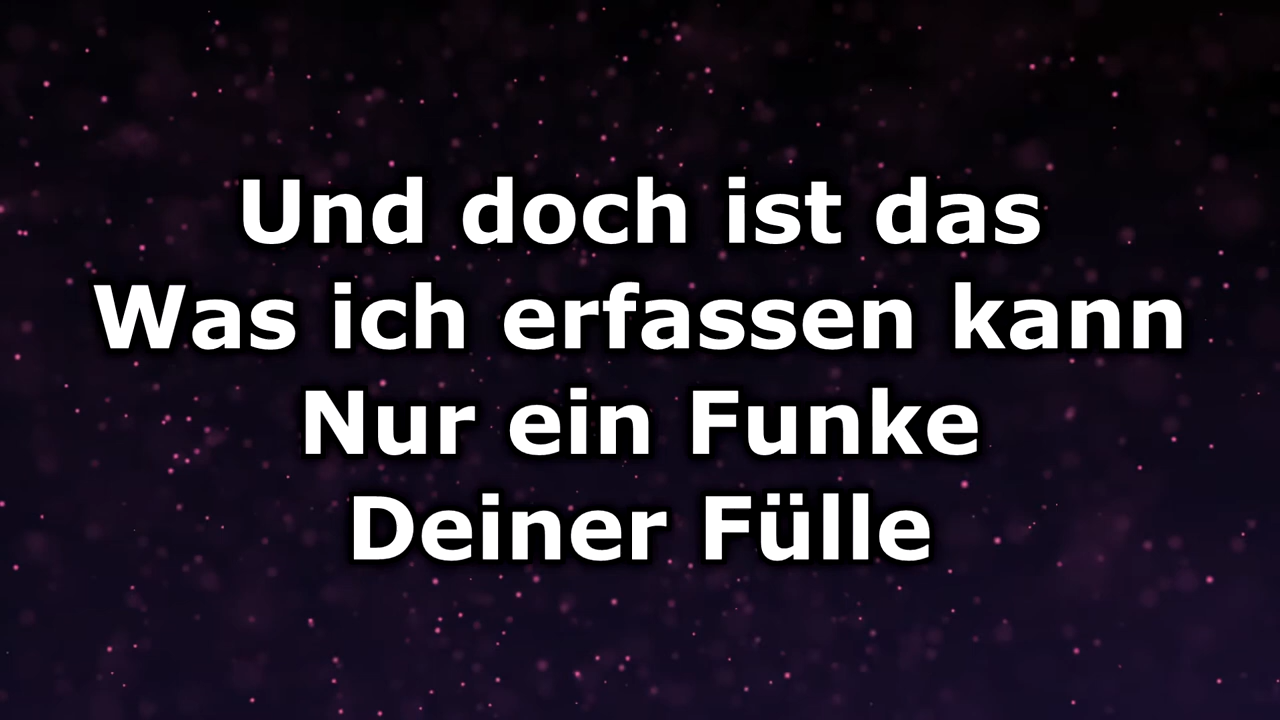 Und doch ist das
Was ich erfassen kann
Nur ein Funke
Deiner Fülle